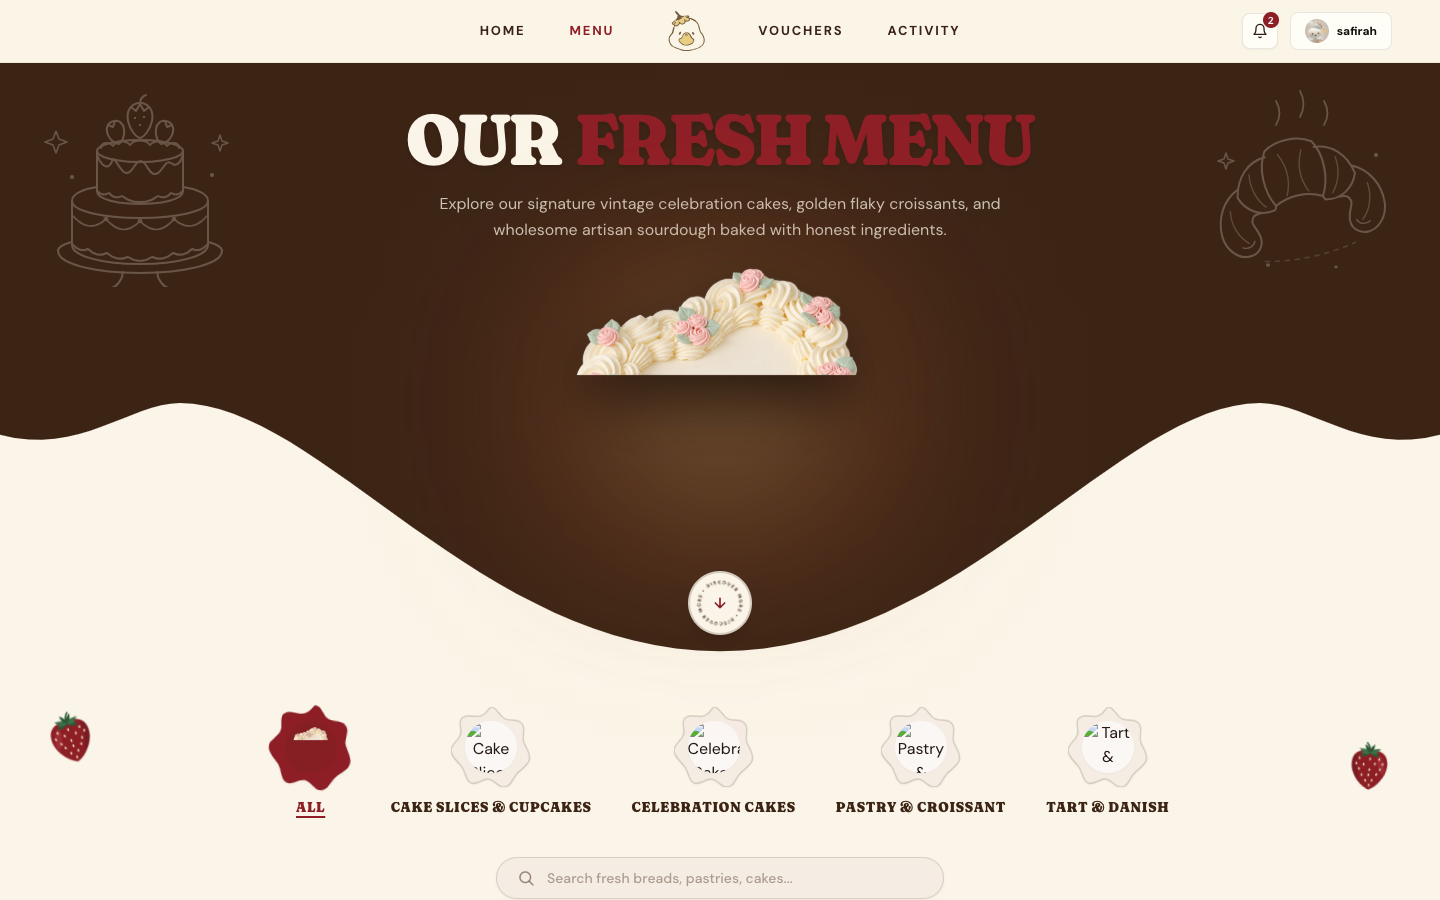 HOME
MENU
VOUCHERS
ACTIVITY
2
safirah
OUR FRESH MENU
Explore our signature vintage celebration cakes, golden flaky croissants, and
wholesome artisan sourdough baked with honest ingredients.
Cake
Pastry
&
Tart
&
ALL
CAKE SLICES & CUPCAKES
CELEBRATION CAKES
PASTRY & CROISSANT
TART & DANISH
Search fresh breads, pastries, cakes...